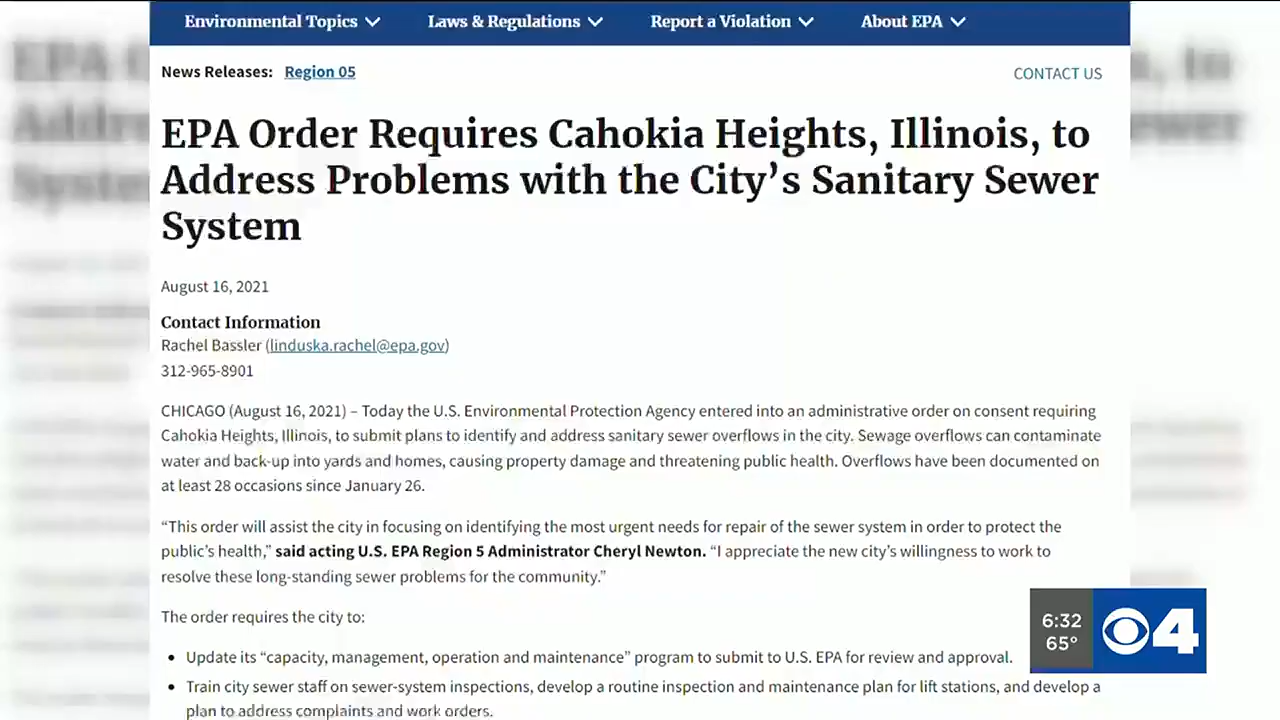 Environmental Topics Laws & Regulations Report a Violation About EPA
News Releases: Region 05 CONTACT US
EPA Order Requires Cahokia Heights, Illinois, to
Address Problems with the City’s Sanitary Sewer
System
August 16, 2021
Contact Information
Rachel Bassler (linduska.rachel@epa.gov)
312-965-8901
CHICAGO (August 16, 2021) – Today the U.S. Environmental Protection Agency entered into an administrative order on consent requiring
Cahokia Heights, Illinois, to submit plans to identify and address sanitary sewer overflows in the city. Sewage overflows can contaminate
water and back-up into yards and homes, causing property damage and threatening public health. Overflows have been documented on
at least 28 occasions since January 26.
“This order will assist the city in focusing on identifying the most urgent needs for repair of the sewer system in order to protect the
public’s health,” said acting U.S. EPA Region 5 Administrator Cheryl Newton. “I appreciate the new city’s willingness to work to
resolve these long-standing sewer problems for the community.”
The order requires the city to:
• Update its “capacity, management, operation and maintenance” program to submit to U.S. EPA for review and approval.
• Train city sewer staff on sewer-system inspections, develop a routine inspection and maintenance plan for lift stations, and develop a
plan to address complaints and work orders.
6:32
65°
4